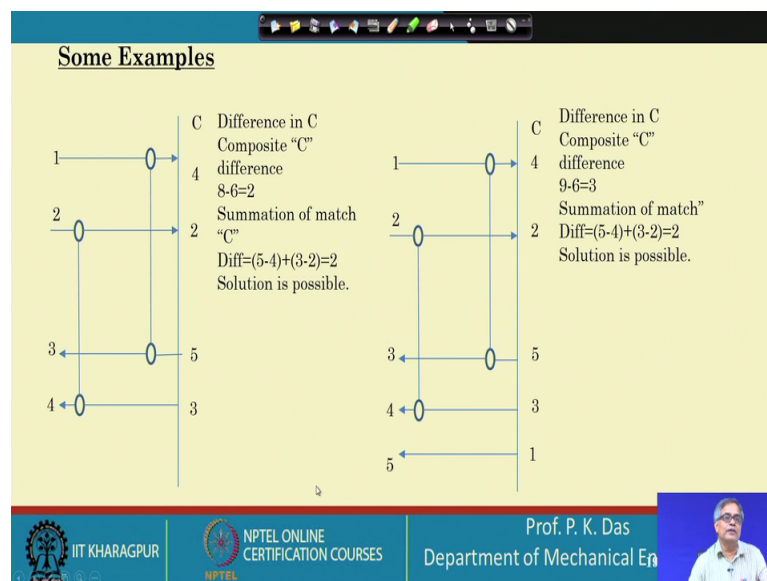 Some Examples
C
Difference in C
Composite “C”
difference
8-6=2
Summation of match
“C”
Diff=(5-4)+(3-2)=2
Solution is possible.
1
4
2
2
3
5
4
3
C
Difference in C
Composite “C”
difference
9-6=3
Summation of match”
Diff=(5-4)+(3-2)=2
Solution is possible.
1
4
2
2
3
5
4
3
5
1
IIT KHARAGPUR
NPTEL
NPTEL ONLINE
CERTIFICATION COURSES
Prof. P. K. Das
Department of Mechanical En